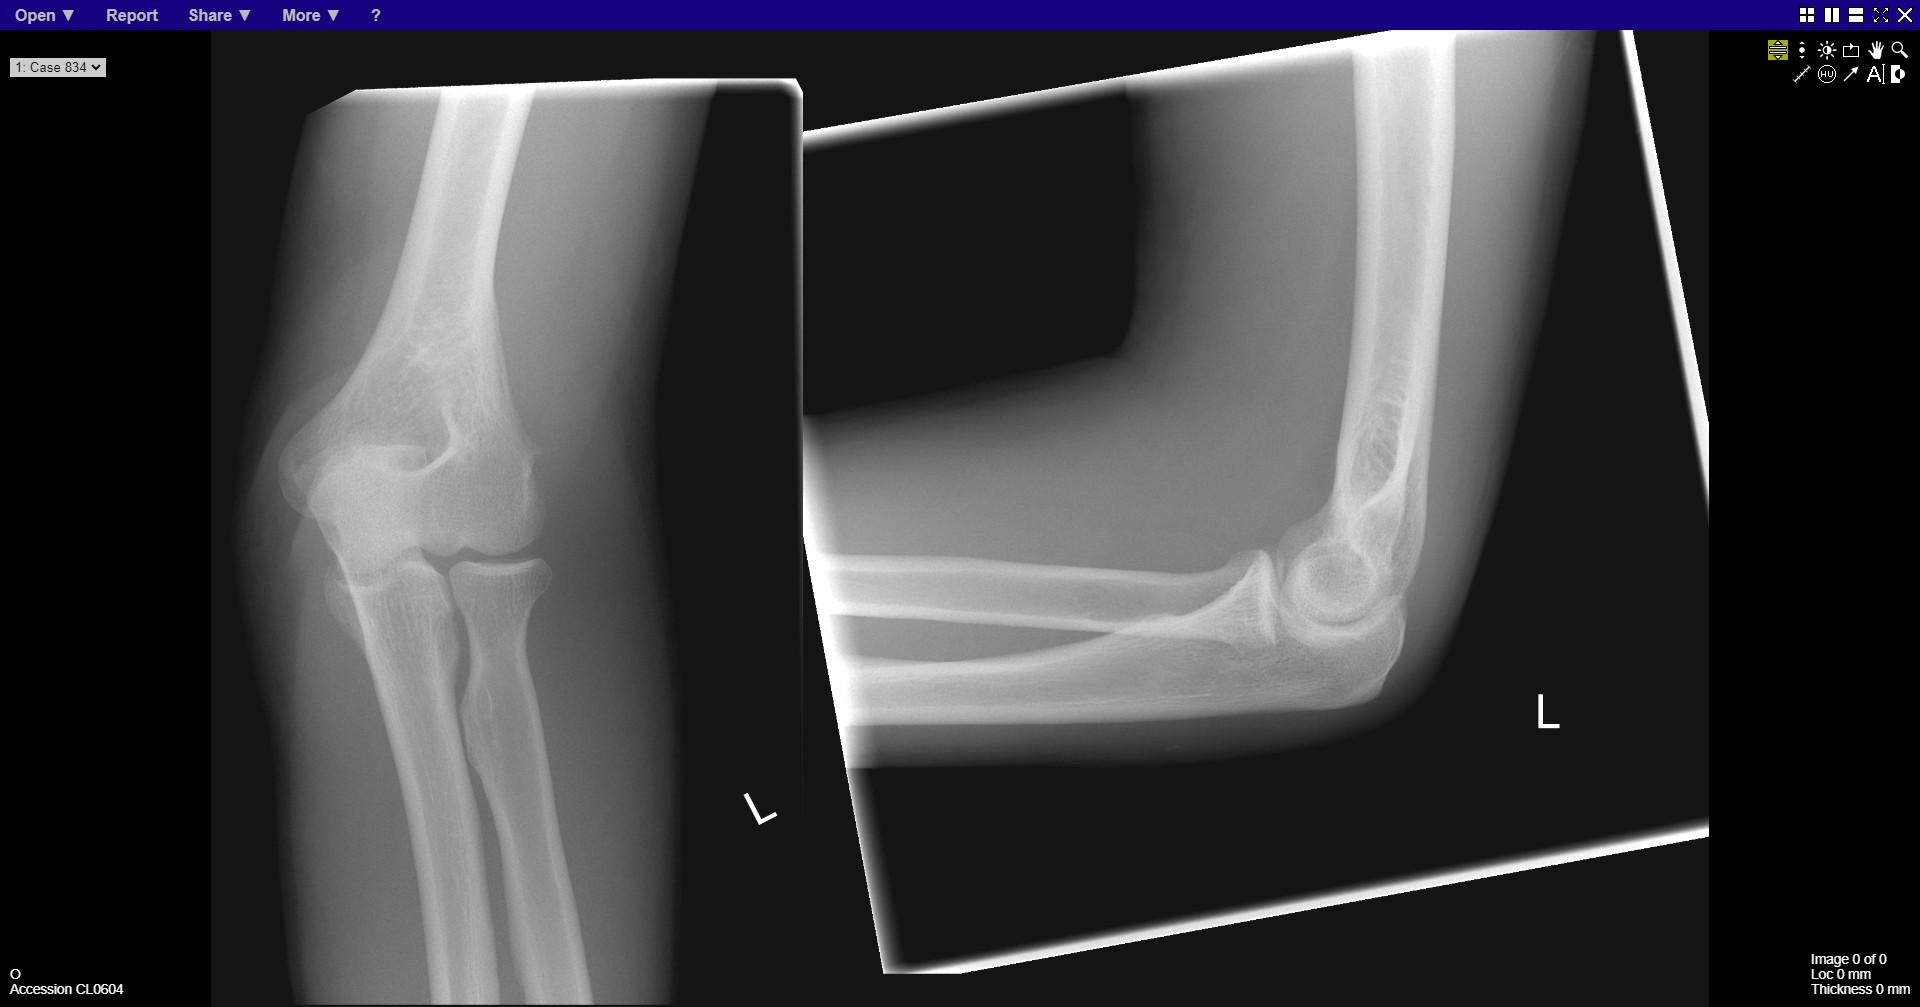 Open ▼ Report Share ▼ More ▼ ?
1: Case 834
HU
A
L
L
O
Accession CL0604
Image 0 of 0
Loc 0 mm
Thickness 0 mm